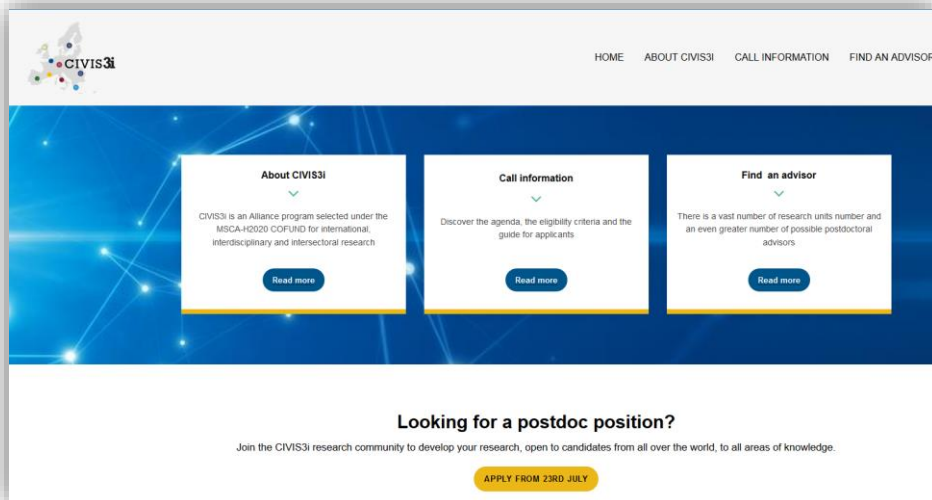 CIVIS3i
HOME ABOUT CIVIS3I CALL INFORMATION FIND AN ADVISOR
About CIVIS3i
CIVIS3i is an Alliance program selected under the
MSCA-H2020 COFUND for international,
interdisciplinary and intersectoral research
Read more
Call information
Discover the agenda, the eligibility criteria and the
guide for applicants
Read more
Find an advisor
There is a vast number of research units number and
an even greater number of possible postdoctoral
advisors
Read more
Looking for a postdoc position?
Join the CIVIS3i research community to develop your research, open to candidates from all over the world, to all areas of knowledge.
APPLY FROM 23RD JULY